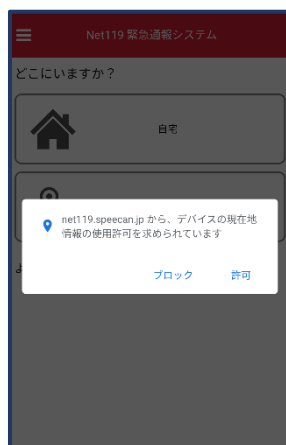 Net119 緊急通報システム
どこにいますか？
自宅
net119.speecan.jp から、デバイスの現在地
情報の使用許可を求められています
よ
ブロック
許可